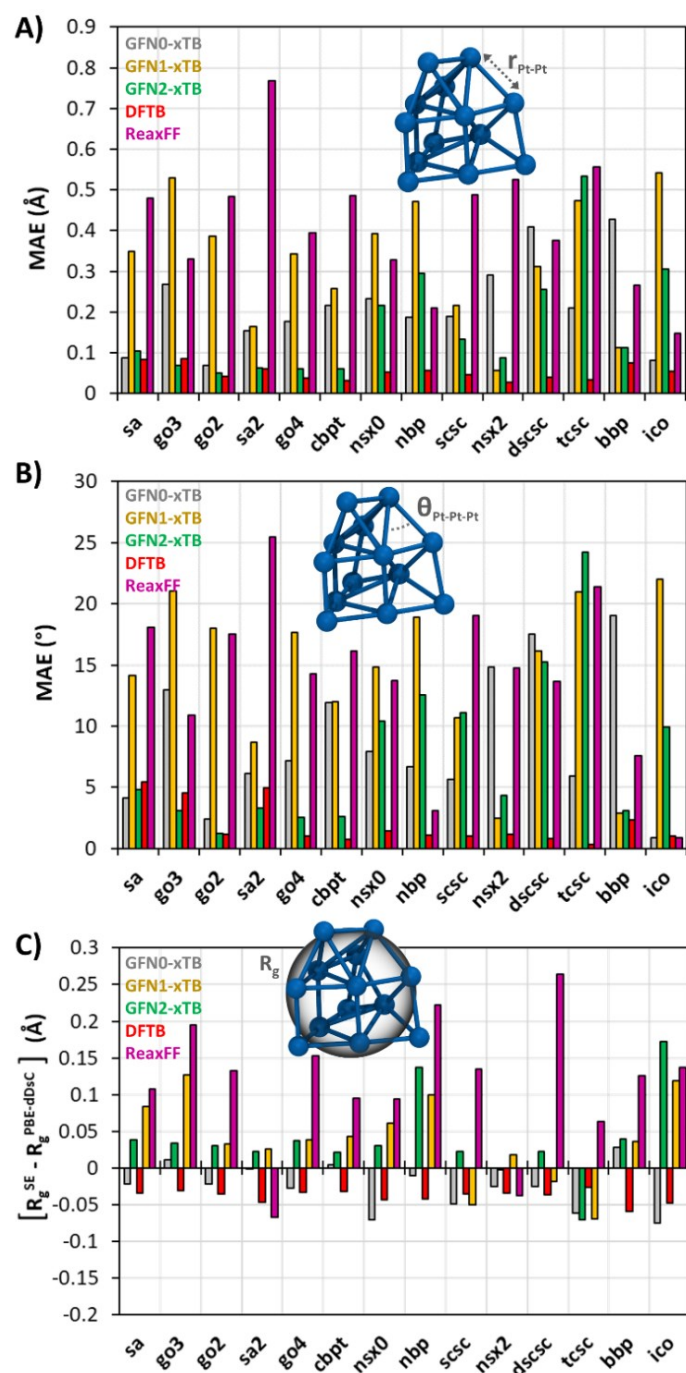 A)
GFN0-xTB
GFN1-xTB
GFN2-xTB
DFTB
ReaxFF
r Pt-Pt
MAE (Å)
0.9
0.8
0.7
0.6
0.5
0.4
0.3
0.2
0.1
0
sa go3 go2 sa2 go4 cbpt nsx0 nbp scsc nsx2 dscsc tcsc bbp ico
B)
GFN0-xTB
GFN1-xTB
GFN2-xTB
DFTB
ReaxFF
θ Pt-Pt-Pt
MAE (°)
30
25
20
15
10
5
0
sa go3 go2 sa2 go4 cbpt nsx0 nbp scsc nsx2 dscsc tcsc bbp ico
C)
GFN0-xTB
GFN1-xTB
GFN2-xTB
DFTB
ReaxFF
Rg
[Rg^SE - Rg^PBE-dDsC] (Å)
0.3
0.25
0.2
0.15
0.1
0.05
0
-0.05
-0.1
-0.15
-0.2
sa go3 go2 sa2 go4 cbpt nsx0 nbp scsc nsx2 dscsc tcsc bbp ico